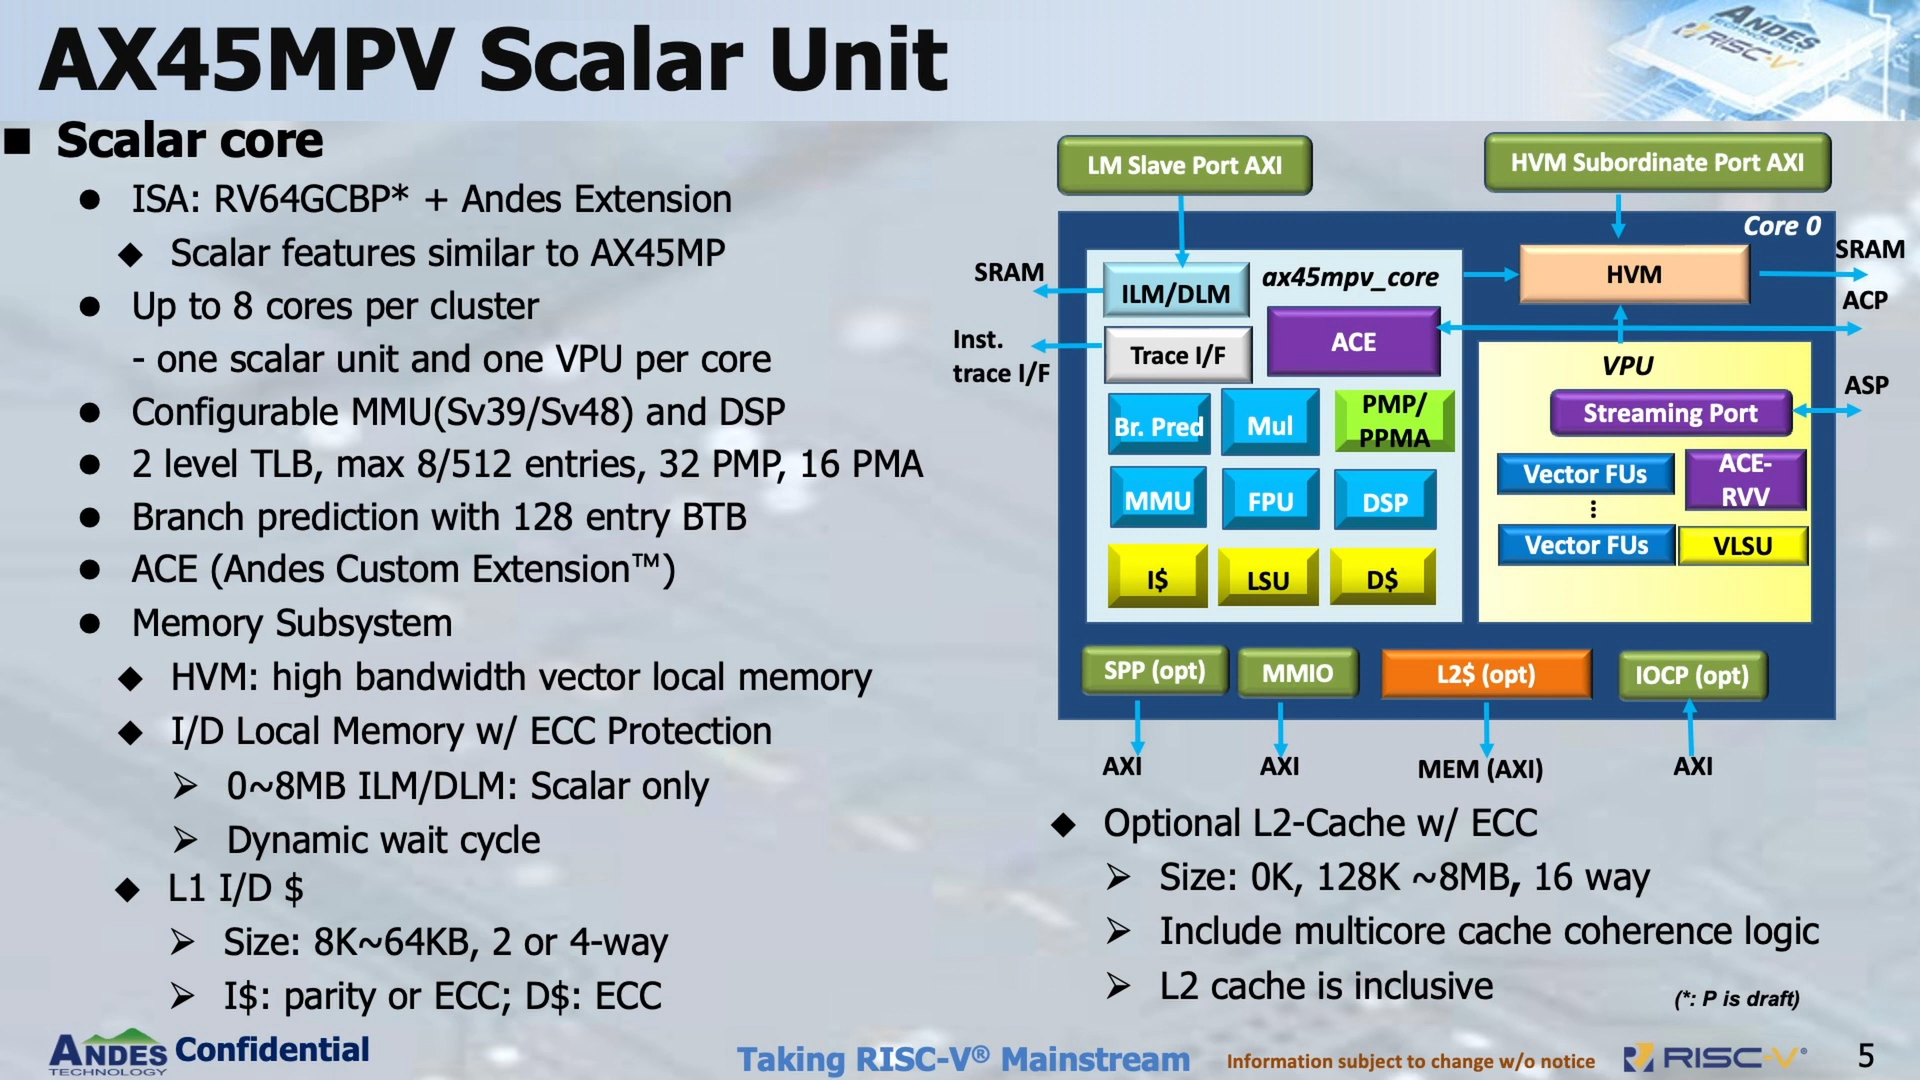 AX45MPV Scalar Unit
ANDES
TECHNOLOGY
RISC-V
■ Scalar core
● ISA: RV64GCBP* + Andes Extension
◆ Scalar features similar to AX45MP
● Up to 8 cores per cluster
- one scalar unit and one VPU per core
● Configurable MMU(Sv39/Sv48) and DSP
● 2 level TLB, max 8/512 entries, 32 PMP, 16 PMA
● Branch prediction with 128 entry BTB
● ACE (Andes Custom Extension™)
● Memory Subsystem
◆ HVM: high bandwidth vector local memory
◆ I/D Local Memory w/ ECC Protection
➢ 0~8MB ILM/DLM: Scalar only
➢ Dynamic wait cycle
◆ L1 I/D $
➢ Size: 8K~64KB, 2 or 4-way
➢ I$: parity or ECC; D$: ECC
LM Slave Port AXI
HVM Subordinate Port AXI
Core 0
SRAM
ILM/DLM
ax45mpv_core
HVM
SRAM
ACP
Inst.
trace I/F
Trace I/F
ACE
VPU
ASP
Streaming Port
Br. Pred
Mul
PMP/
PPMA
Vector FUs
ACE-
RVV
⋮
MMU
FPU
DSP
Vector FUs
VLSU
I$
LSU
D$
SPP (opt)
MMIO
L2$ (opt)
IOCP (opt)
AXI
AXI
MEM (AXI)
AXI
◆ Optional L2-Cache w/ ECC
➢ Size: 0K, 128K ~8MB, 16 way
➢ Include multicore cache coherence logic
➢ L2 cache is inclusive
(*: P is draft)
ANDES
TECHNOLOGY
Confidential
Taking RISC-V® Mainstream
Information subject to change w/o notice
RISC-V®
5